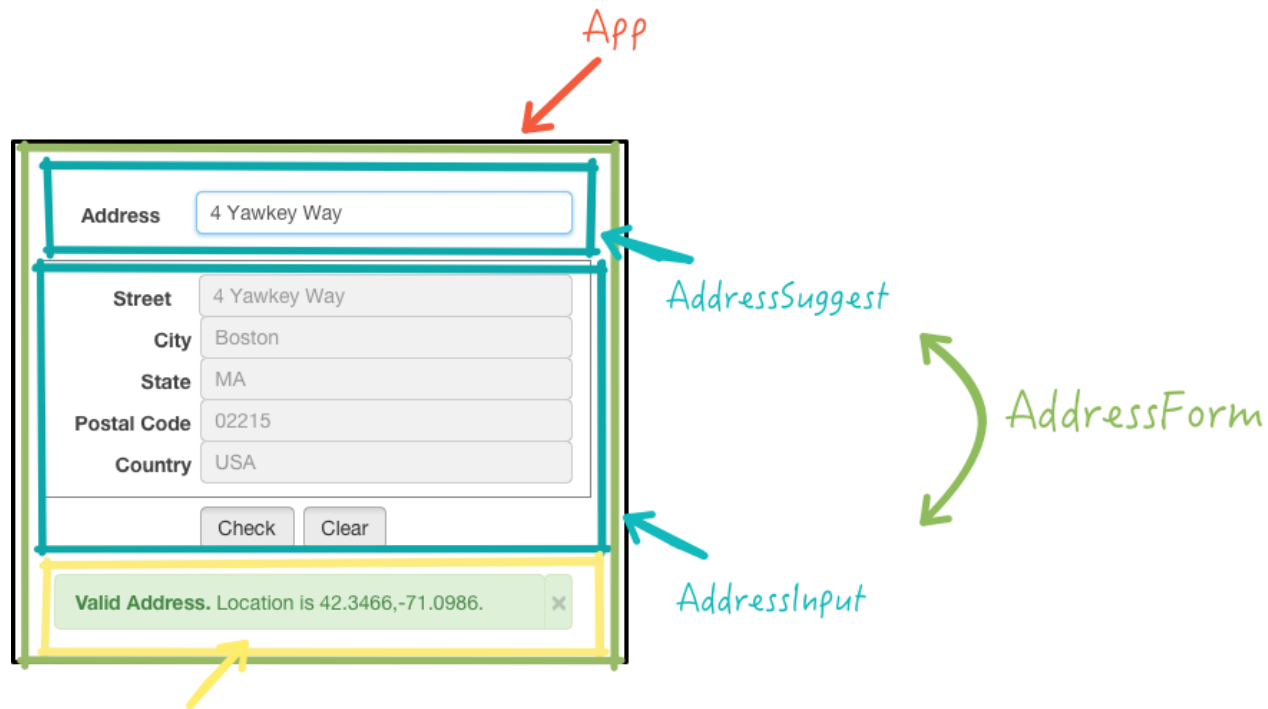 App
Address 4 Yawkey Way
AddressSuggest
Street 4 Yawkey Way
City Boston
State MA
Postal Code 02215
Country USA
AddressForm
Check Clear
AddressInput
Valid Address. Location is 42.3466,-71.0986. ×